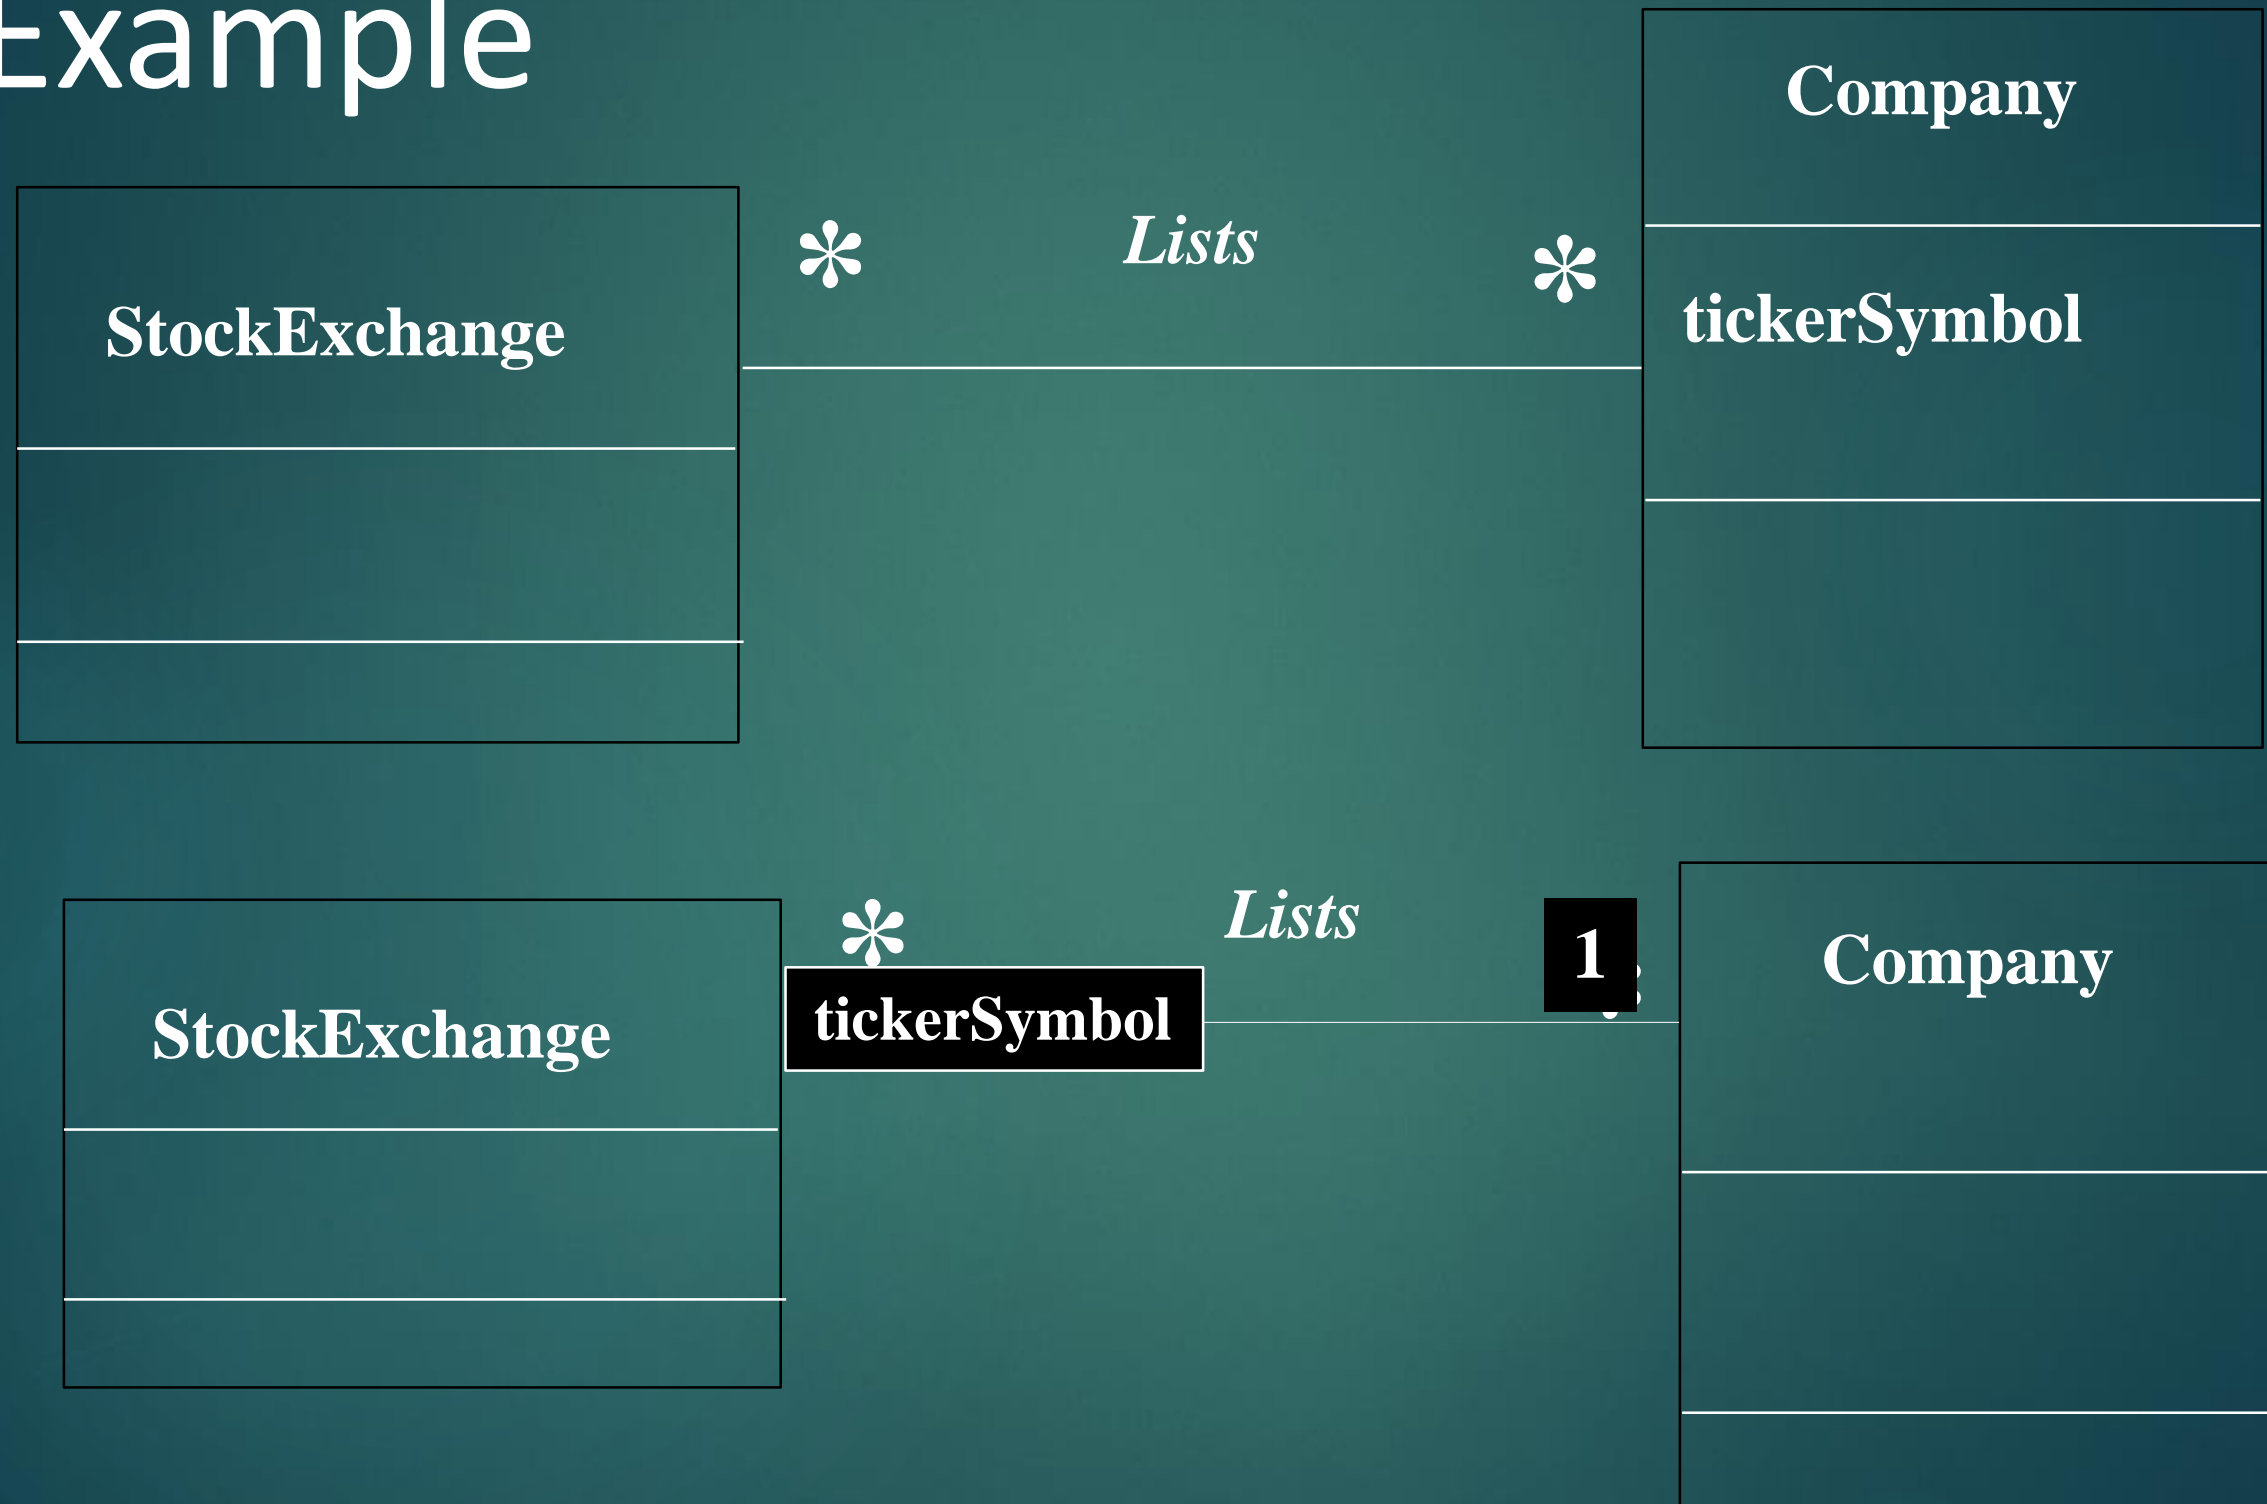 Example
Company
* Lists *
tickerSymbol
StockExchange
* Lists 1
Company
tickerSymbol
StockExchange